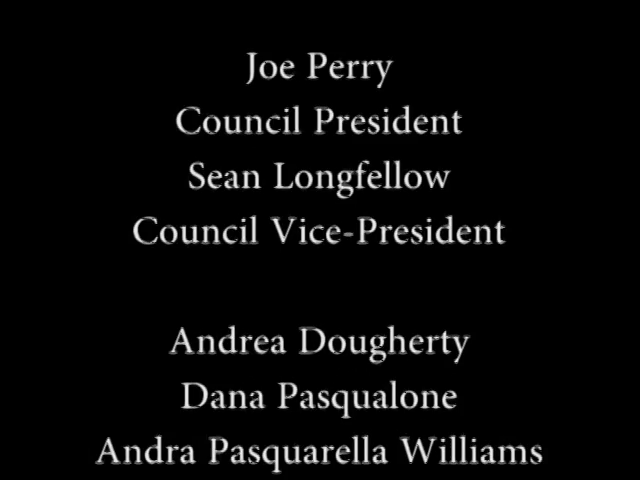 Joe Perry
Council President
Sean Longfellow
Council Vice-President
Andrea Dougherty
Dana Pasqualone
Andra Pasquarella Williams